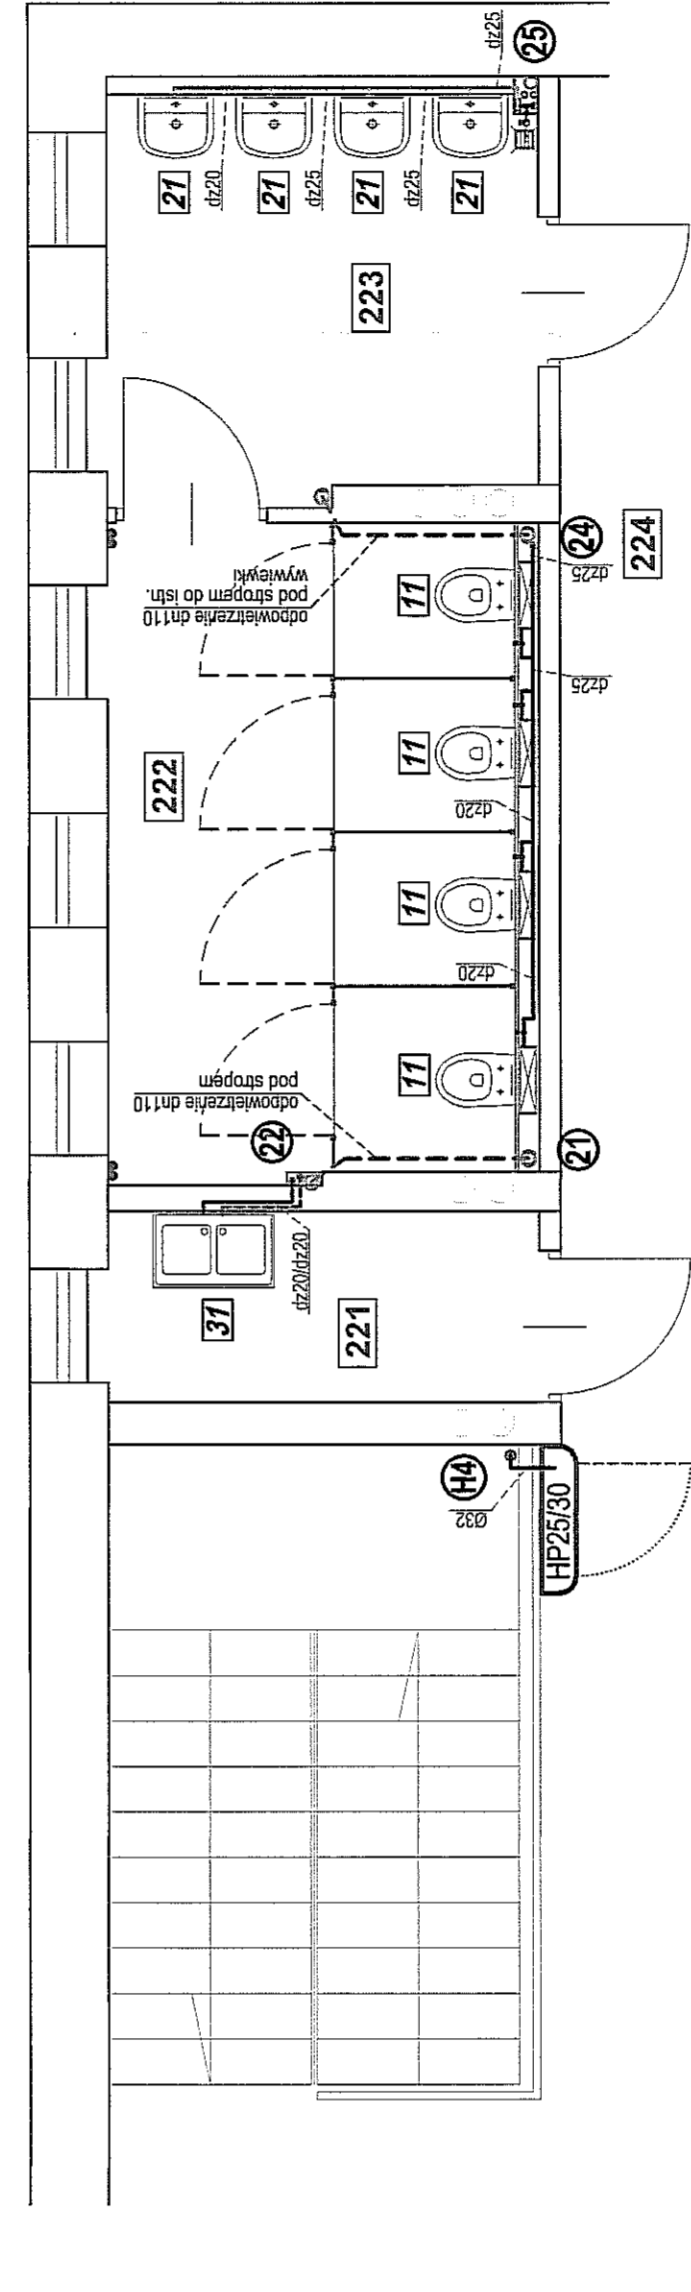 25
dz25
21
dz20
21
dz25
21
dz25
21
223
24
224
dz25
odpowietrzenie dn110
pod stropem do istn.
wywiewki
11
dz25
222
11
dz20
11
dz20
11
odpowietrzenie dn110
pod stropem
22
21
dz20/dz20
31
221
H4
Ø32
HP25/30